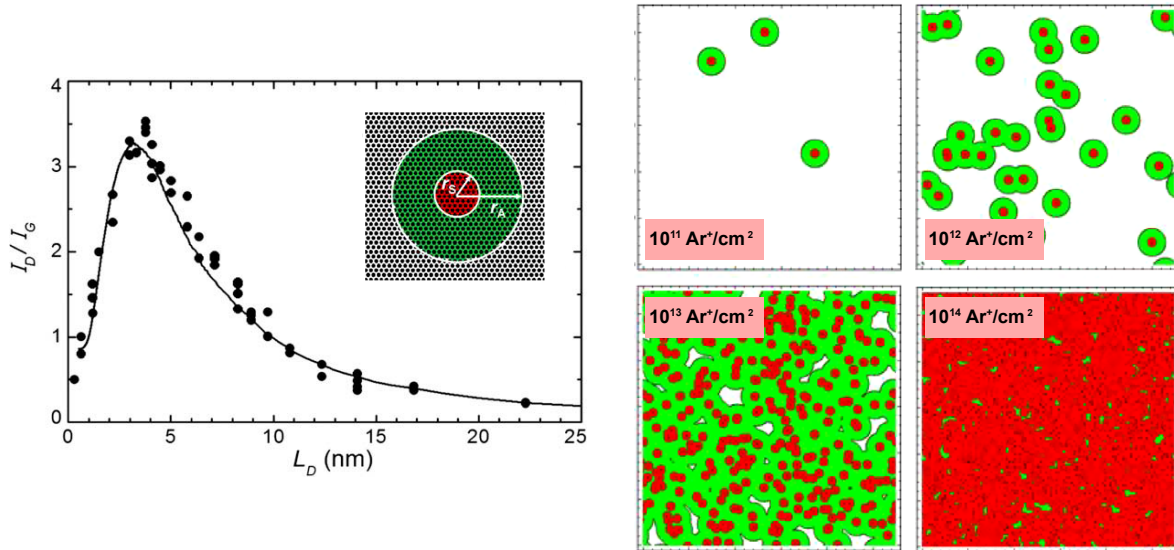 4
3
2
1
0
I_D / I_G
0 5 10 15 20 25
L_D (nm)
r_S
r_A
10¹¹ Ar⁺/cm²
10¹² Ar⁺/cm²
10¹³ Ar⁺/cm²
10¹⁴ Ar⁺/cm²